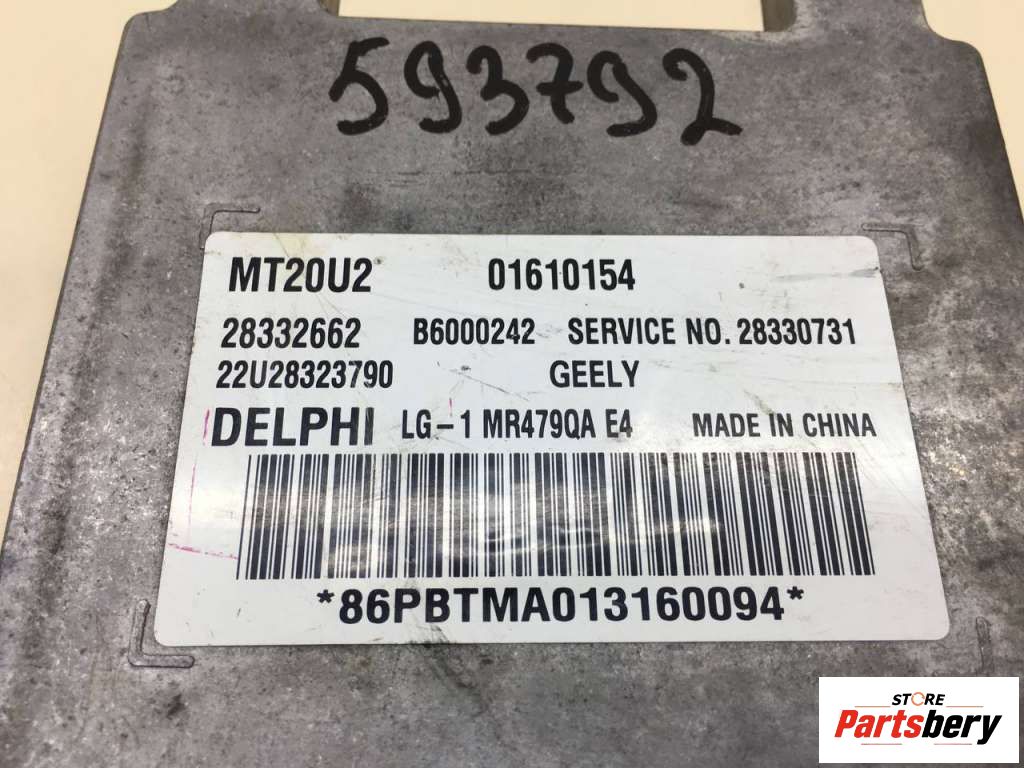 593792
MT20U2 01610154
28332662 B6000242 SERVICE NO. 28330731
22U28323790 GEELY
DELPHI LG-1 MR479QA E4 MADE IN CHINA
*86PBTMA013160094*
STORE
Partsbery